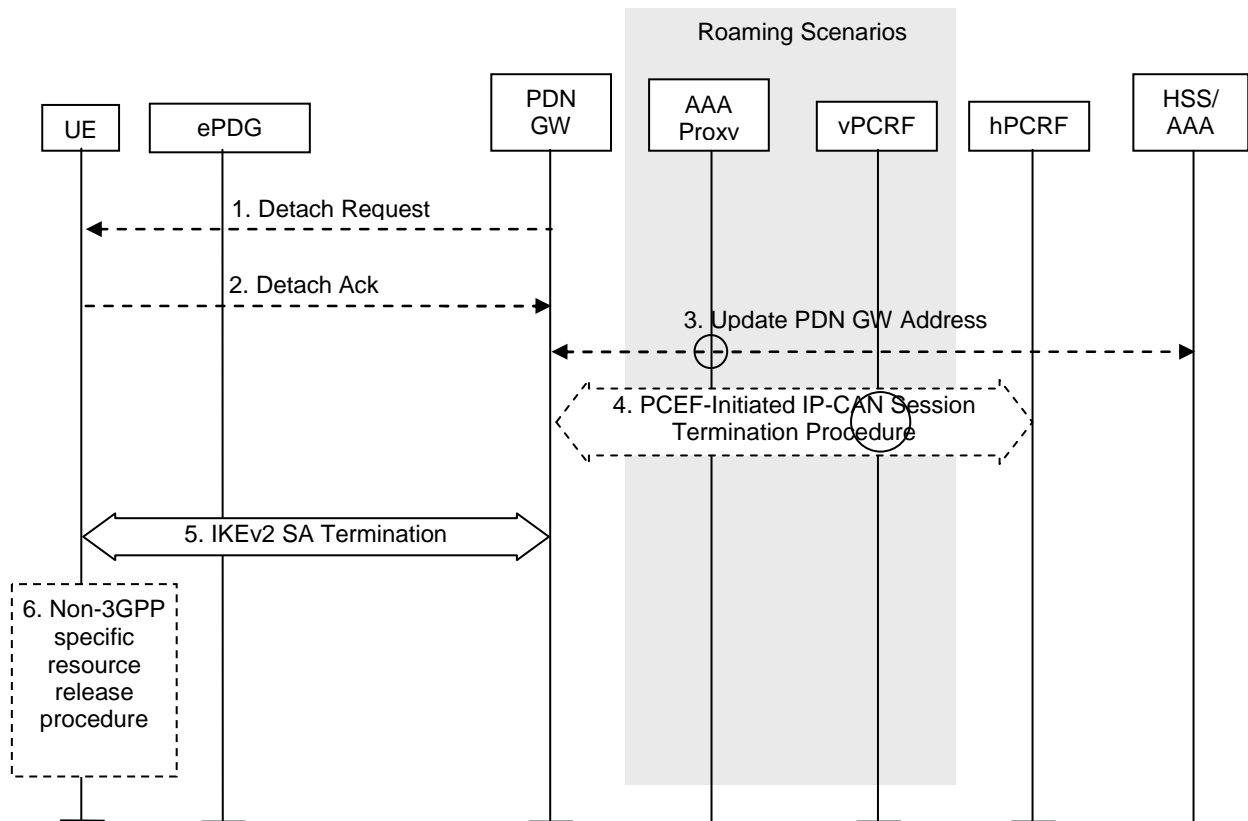 Roaming Scenarios
UE
ePDG
PDN
GW
AAA
Proxv
vPCRF
hPCRF
HSS/
AAA
1. Detach Request
2. Detach Ack
3. Update PDN GW Address
4. PCEF-Initiated IP-CAN Session
Termination Procedure
5. IKEv2 SA Termination
6. Non-3GPP
specific
resource
release
procedure